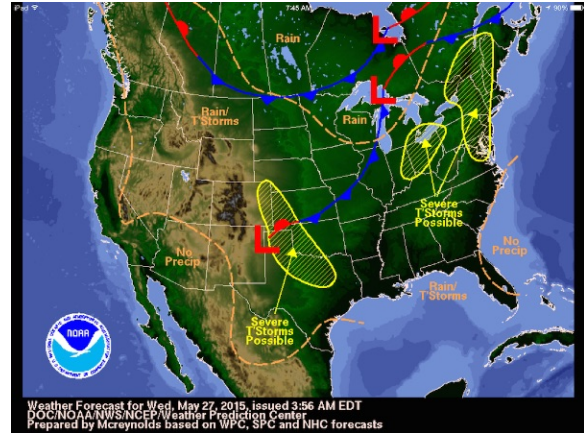 iPad
7:45 AM
90%
L
Rain
L
Rain/
T'Storms
Rain
Severe
T'Storms
Possible
L
No
Precip
No
Precip
Rain/
T'Storms
Severe
T'Storms
Possible
NOAA
Weather Forecast for Wed, May 27, 2015, issued 3:56 AM EDT
DOC/NOAA/NWS/NCEP/Weather Prediction Center
Prepared by Mcreynolds based on WPC, SPC and NHC forecasts